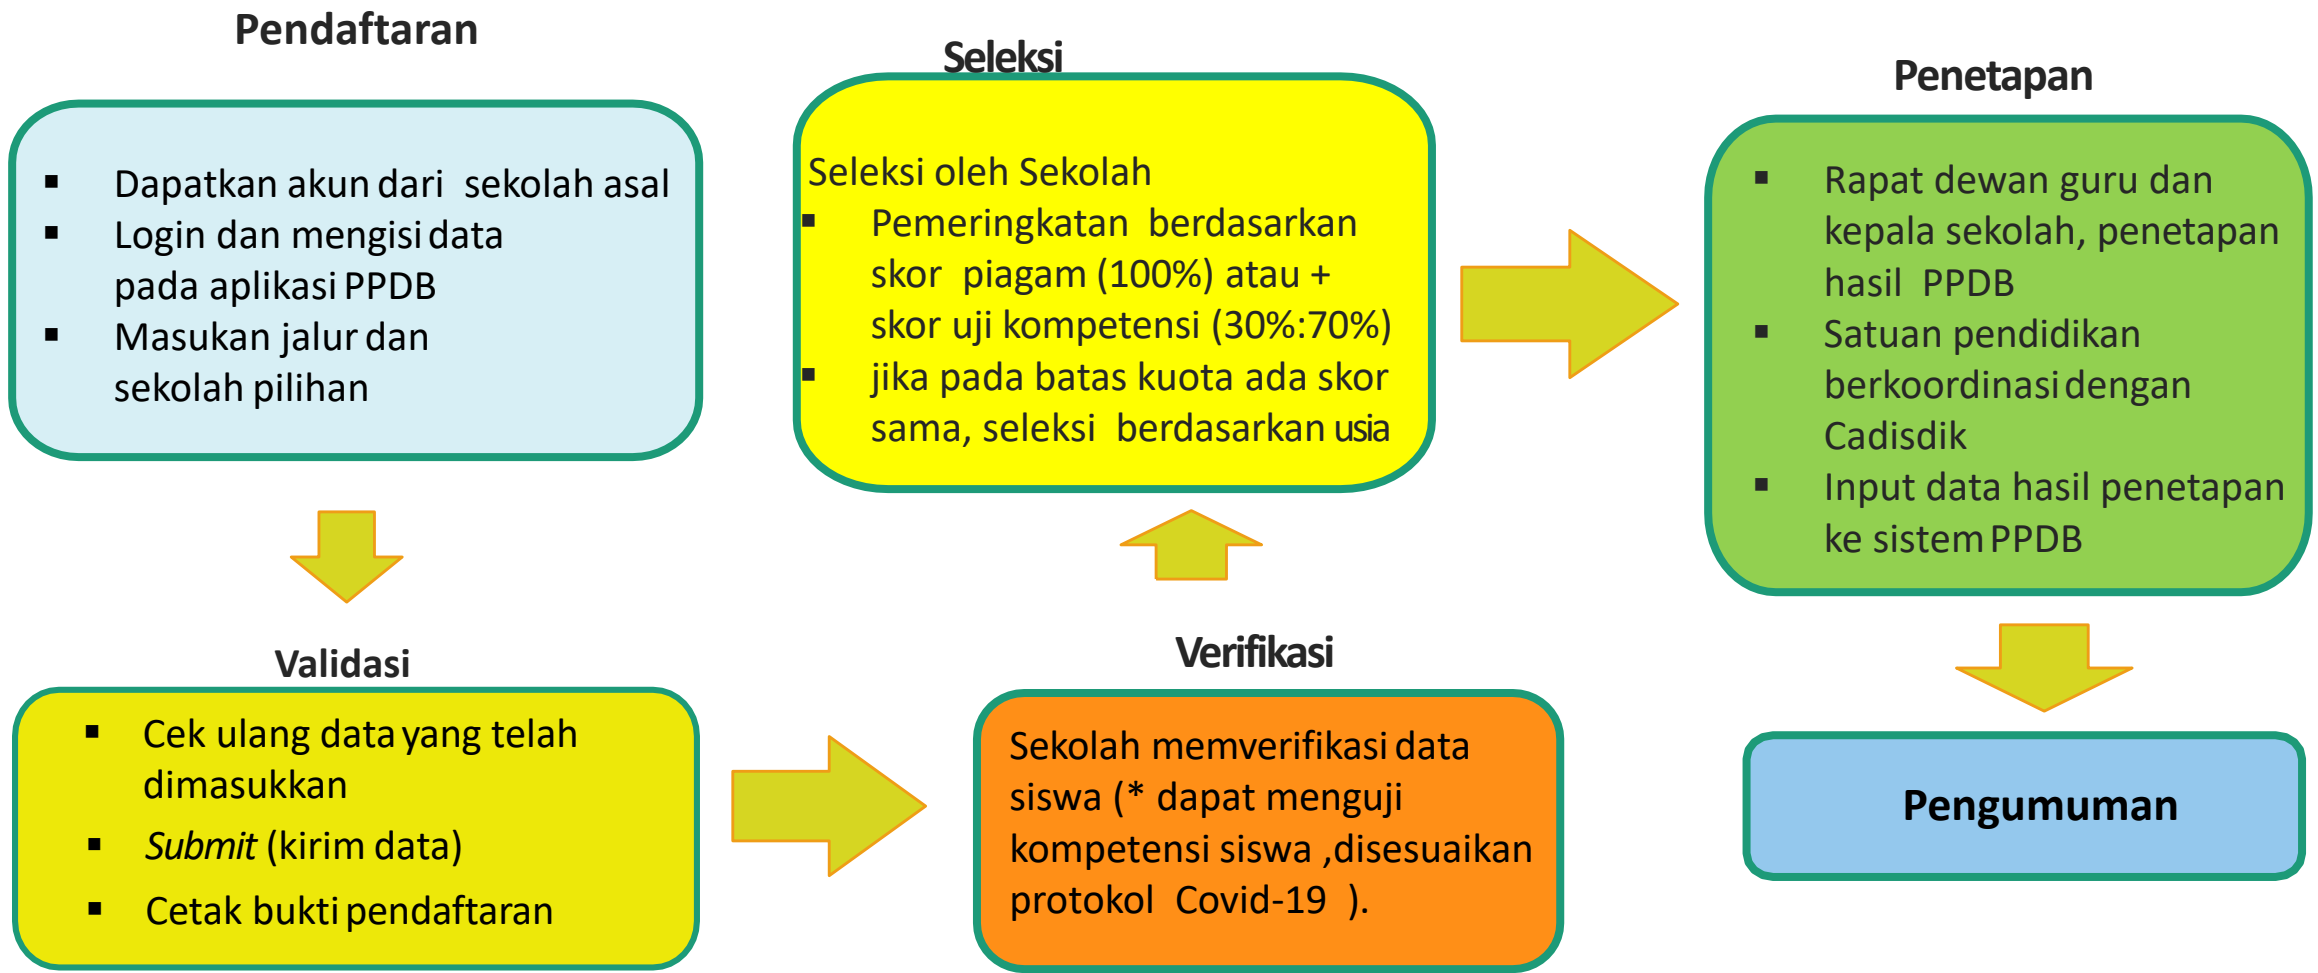 Pendaftaran
▪ Dapatkan akun dari sekolah asal
▪ Login dan mengisi data
pada aplikasi PPDB
▪ Masukan jalur dan
sekolah pilihan
Validasi
▪ Cek ulang data yang telah
dimasukkan
▪ Submit (kirim data)
▪ Cetak bukti pendaftaran
Verifikasi
Sekolah memverifikasi data
siswa (* dapat menguji
kompetensi siswa ,disesuaikan
protokol Covid-19 ).
Seleksi
Seleksi oleh Sekolah
▪ Pemeringkatan berdasarkan
skor piagam (100%) atau +
skor uji kompetensi (30%:70%)
▪ jika pada batas kuota ada skor
sama, seleksi berdasarkan usia
Penetapan
▪ Rapat dewan guru dan
kepala sekolah, penetapan
hasil PPDB
▪ Satuan pendidikan
berkoordinasi dengan
Cadisdik
▪ Input data hasil penetapan
ke sistem PPDB
Pengumuman